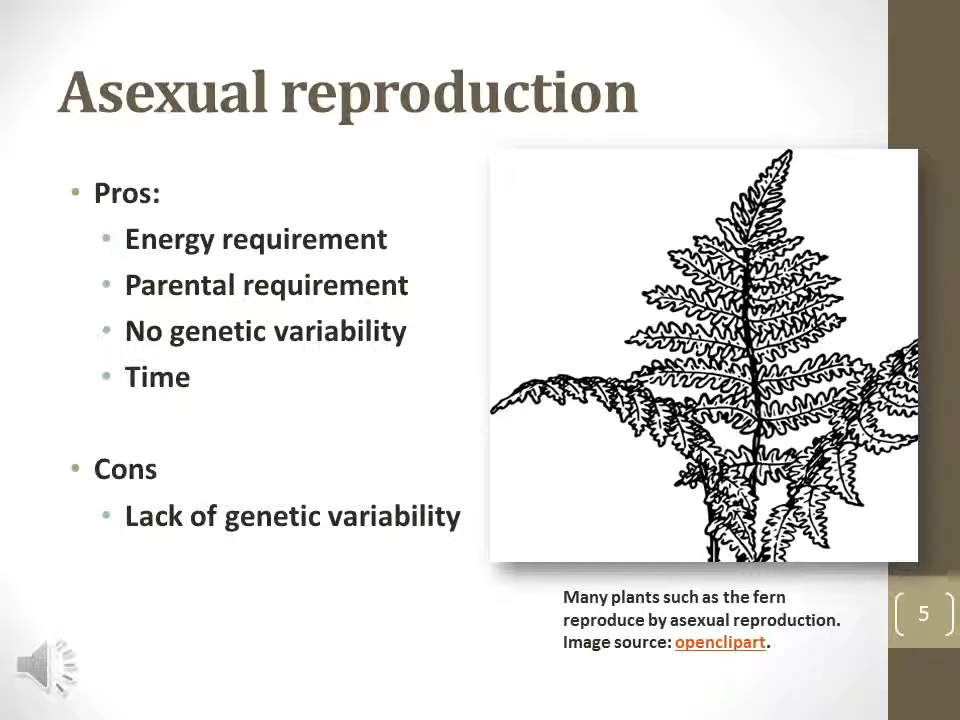 Asexual reproduction
• Pros:
• Energy requirement
• Parental requirement
• No genetic variability
• Time
• Cons
• Lack of genetic variability
Many plants such as the fern
reproduce by asexual reproduction.
Image source: openclipart.
5